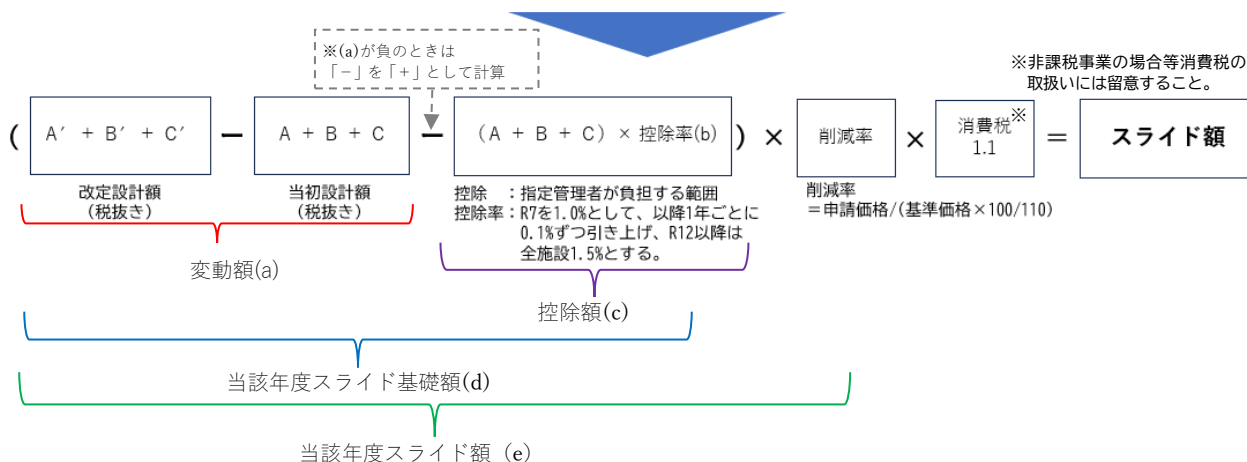 ※(a)が負のときは
「－」を「+」として計算
※非課税事業の場合等消費税の
取扱いには留意すること。
( A′ + B′ + C′ － A + B + C － (A + B + C) × 控除率(b) ) × 削減率 × 消費税※ 1.1 ＝ スライド額
改定設計額
(税抜き)
当初設計額
(税抜き)
控除　：指定管理者が負担する範囲
控除率：R7を1.0%として、以降1年ごとに
0.1%ずつ引き上げ、R12以降は
全施設1.5%とする。
削減率
＝申請価格/(基準価格×100/110)
変動額(a)
控除額(c)
当該年度スライド基礎額(d)
当該年度スライド額（e）